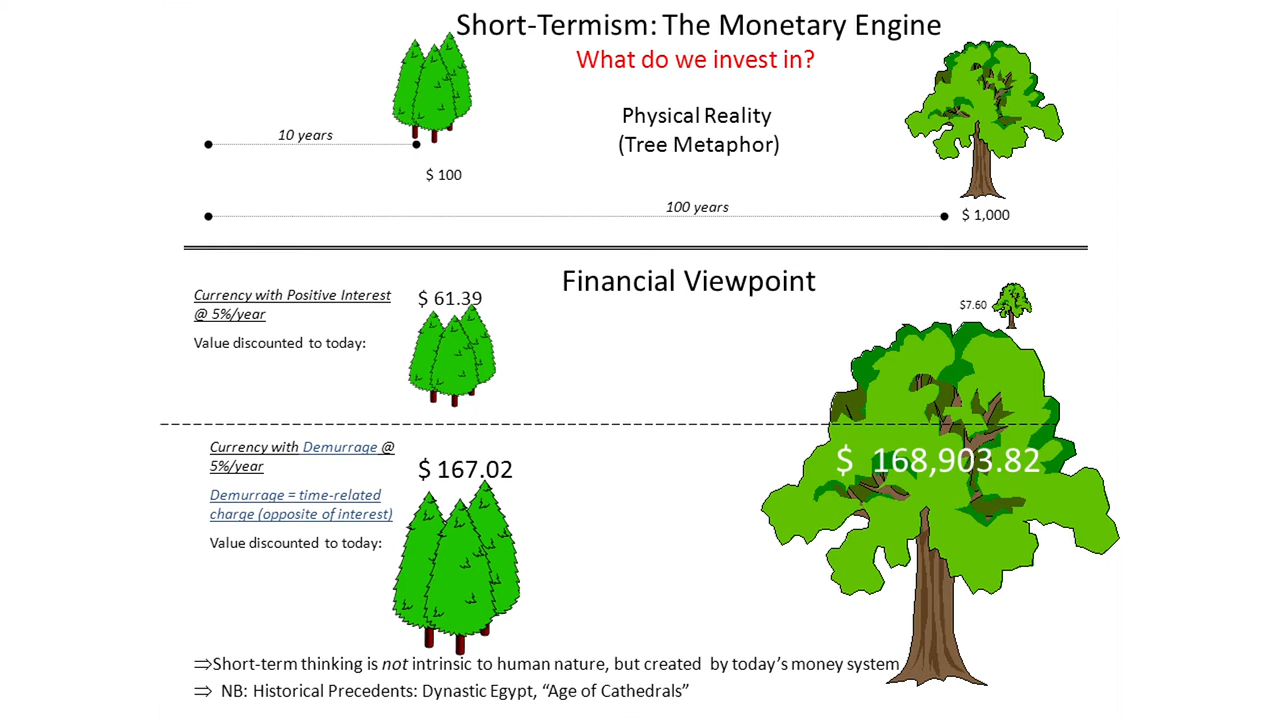 Short-Termism: The Monetary Engine
What do we invest in?
Physical Reality
(Tree Metaphor)
10 years
$ 100
100 years
$ 1,000
Financial Viewpoint
Currency with Positive Interest
@ 5%/year
Value discounted to today:
$ 61.39
$7.60
Currency with Demurrage @
5%/year
Demurrage = time-related
charge (opposite of interest)
Value discounted to today:
$ 167.02
$ 168,903.82
⇒Short-term thinking is not intrinsic to human nature, but created by today’s money system
⇒ NB: Historical Precedents: Dynastic Egypt, “Age of Cathedrals”